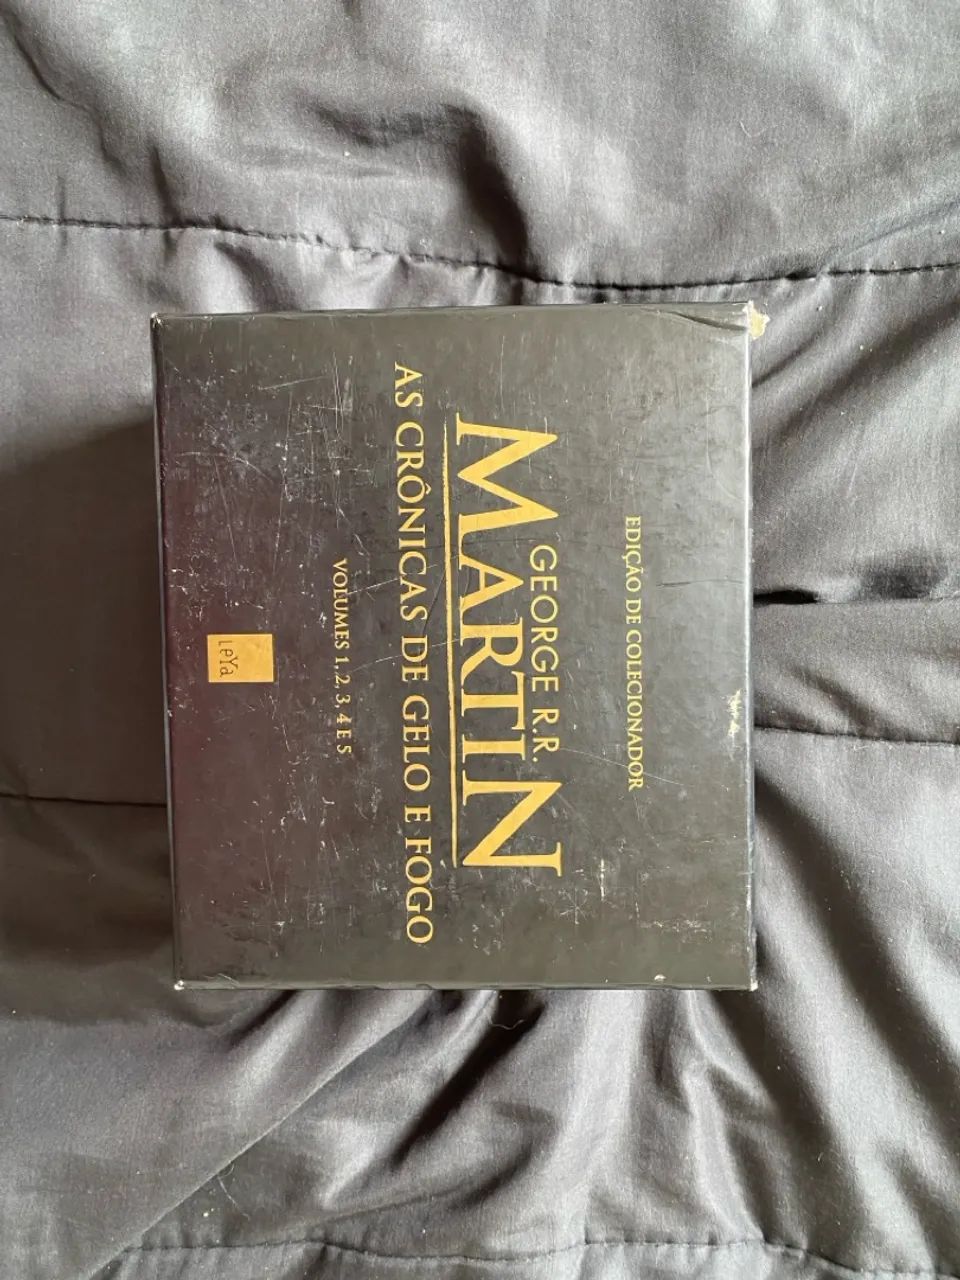 EDIÇÃO DE COLECIONADOR
GEORGE R.R.
MARTIN
AS CRÔNICAS DE GELO E FOGO
VOLUMES 1, 2, 3, 4 E 5
LeYa